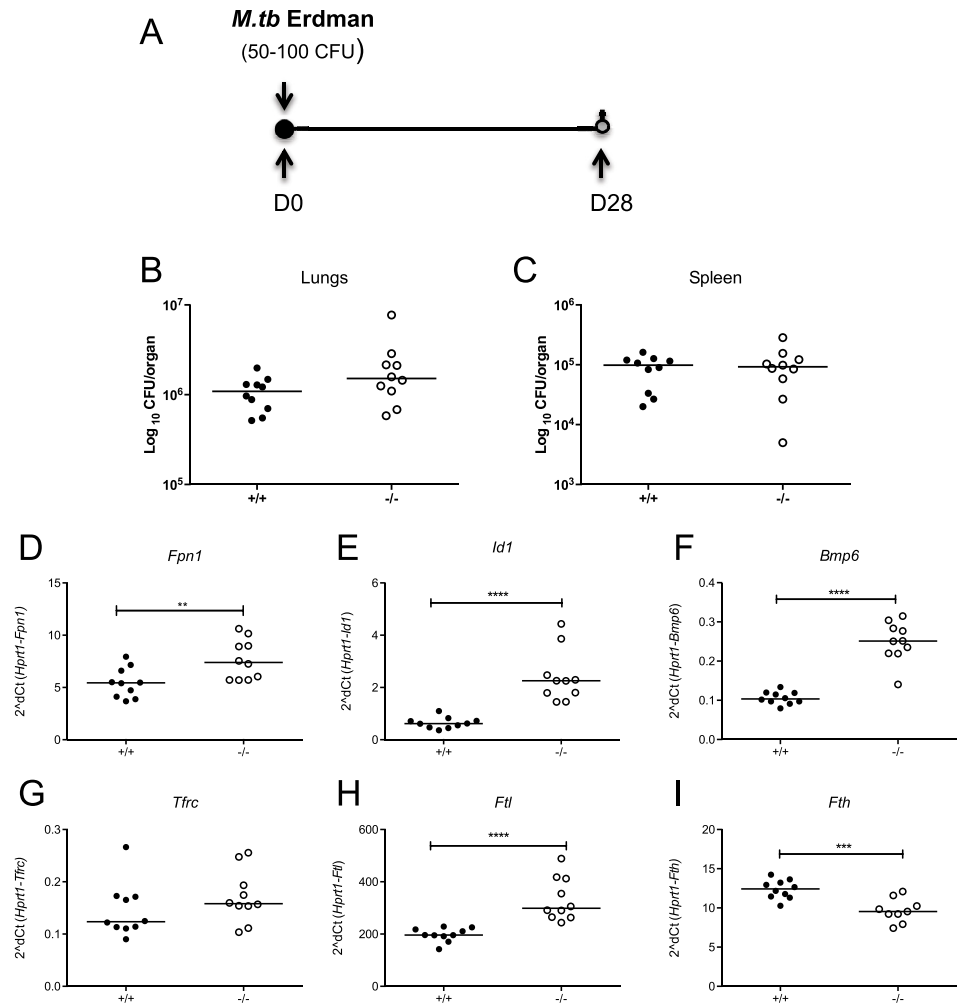 A
M.tb Erdman
(50-100 CFU)
D0
D28
B
Lungs
Log 10 CFU/organ
10^7
10^6
10^5
+/+
-/-
C
Spleen
Log 10 CFU/organ
10^6
10^5
10^4
10^3
+/+
-/-
D
Fpn1
2^dCt (Hprt1-Fpn1)
15
10
5
0
**
+/+
-/-
E
Id1
2^dCt (Hprt1-Id1)
6
4
2
0
****
+/+
-/-
F
Bmp6
2^dCt (Hprt1-Bmp6)
0.4
0.3
0.2
0.1
0.0
****
+/+
-/-
G
Tfrc
2^dCt (Hprt1-Tfrc)
0.3
0.2
0.1
0.0
+/+
-/-
H
Ftl
2^dCt (Hprt1-Ftl)
600
400
200
0
****
+/+
-/-
I
Fth
2^dCt (Hprt1-Fth)
20
15
10
5
0
***
+/+
-/-